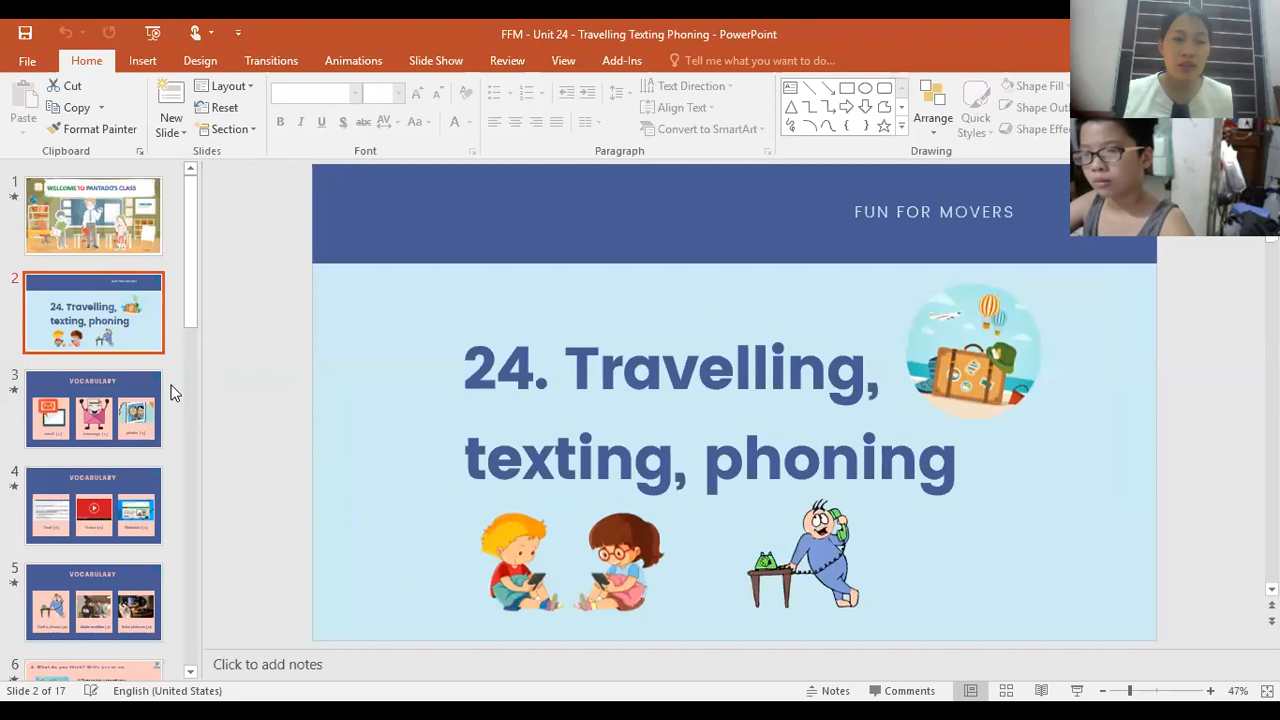 FFM - Unit 24 - Travelling Texting Phoning - PowerPoint
File Home Insert Design Transitions Animations Slide Show Review View Add-Ins Tell me what you want to do...
Paste
Cut
Copy
Format Painter
Clipboard
New
Slide
Layout
Reset
Section
Slides
B I U S abc AV Aa A
Font
Text Direction
Align Text
Convert to SmartArt
Paragraph
Arrange
Quick
Styles
Shape Fill
Shape Out
Shape Effe
Drawing
1
WELCOME TO PANTADO'S CLASS
2
24. Travelling,
texting, phoning
3
VOCABULARY
4
VOCABULARY
5
VOCABULARY
6
FUN FOR MOVERS
24. Travelling,
texting, phoning
Click to add notes
Slide 2 of 17 English (United States) Notes Comments 47%